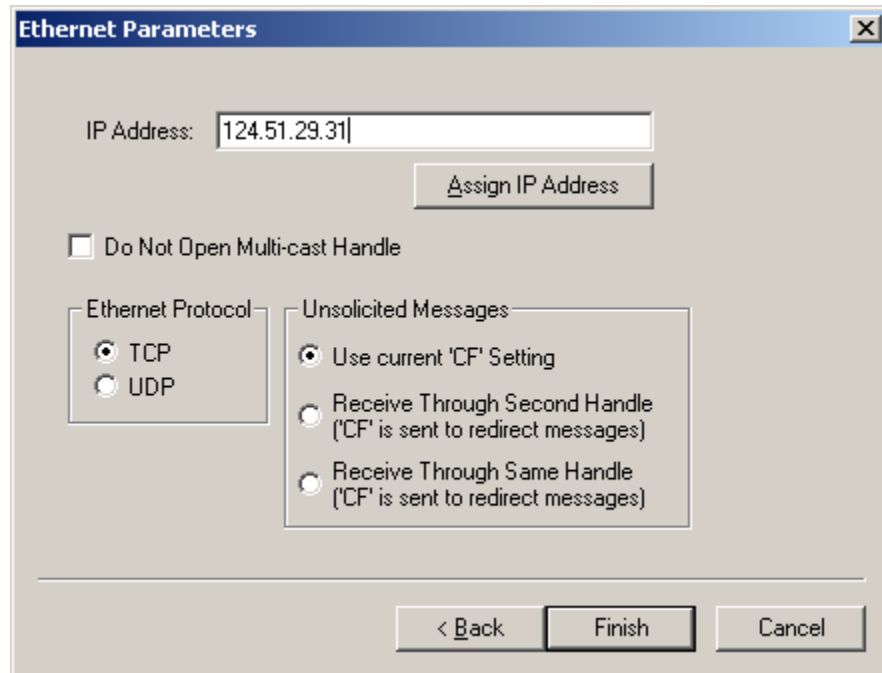 Ethernet Parameters
IP Address: 124.51.29.31
Assign IP Address
Do Not Open Multi-cast Handle
Ethernet Protocol
TCP
UDP
Unsolicited Messages
Use current 'CF' Setting
Receive Through Second Handle
('CF' is sent to redirect messages)
Receive Through Same Handle
('CF' is sent to redirect messages)
< Back Finish Cancel